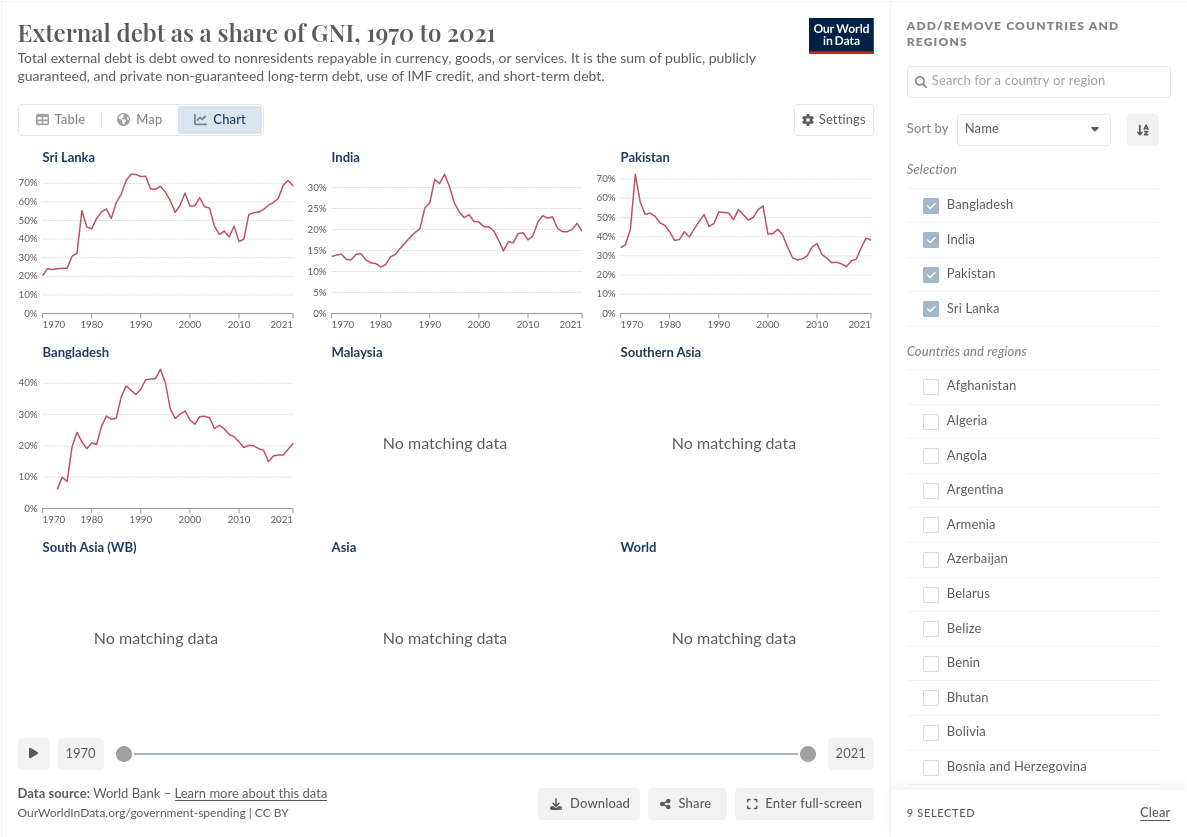 External debt as a share of GNI, 1970 to 2021
Total external debt is debt owed to nonresidents repayable in currency, goods, or services. It is the sum of public, publicly
guaranteed, and private non-guaranteed long-term debt, use of IMF credit, and short-term debt.
Our World
in Data
Table
Map
Chart
Settings
Sri Lanka
70%
60%
50%
40%
30%
20%
10%
0%
1970 1980 1990 2000 2010 2021
India
30%
25%
20%
15%
10%
5%
0%
1970 1980 1990 2000 2010 2021
Pakistan
70%
60%
50%
40%
30%
20%
10%
0%
1970 1980 1990 2000 2010 2021
Bangladesh
40%
30%
20%
10%
0%
1970 1980 1990 2000 2010 2021
Malaysia
No matching data
Southern Asia
No matching data
South Asia (WB)
No matching data
Asia
No matching data
World
No matching data
1970
2021
Data source: World Bank – Learn more about this data
OurWorldInData.org/government-spending | CC BY
Download
Share
Enter full-screen
ADD/REMOVE COUNTRIES AND
REGIONS
Search for a country or region
Sort by
Name
Selection
Bangladesh
India
Pakistan
Sri Lanka
Countries and regions
Afghanistan
Algeria
Angola
Argentina
Armenia
Azerbaijan
Belarus
Belize
Benin
Bhutan
Bolivia
Bosnia and Herzegovina
9 SELECTED
Clear